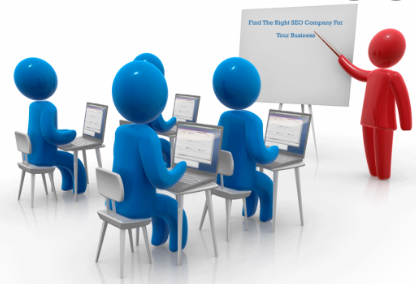 Find The Right SEO Company For
Your Business